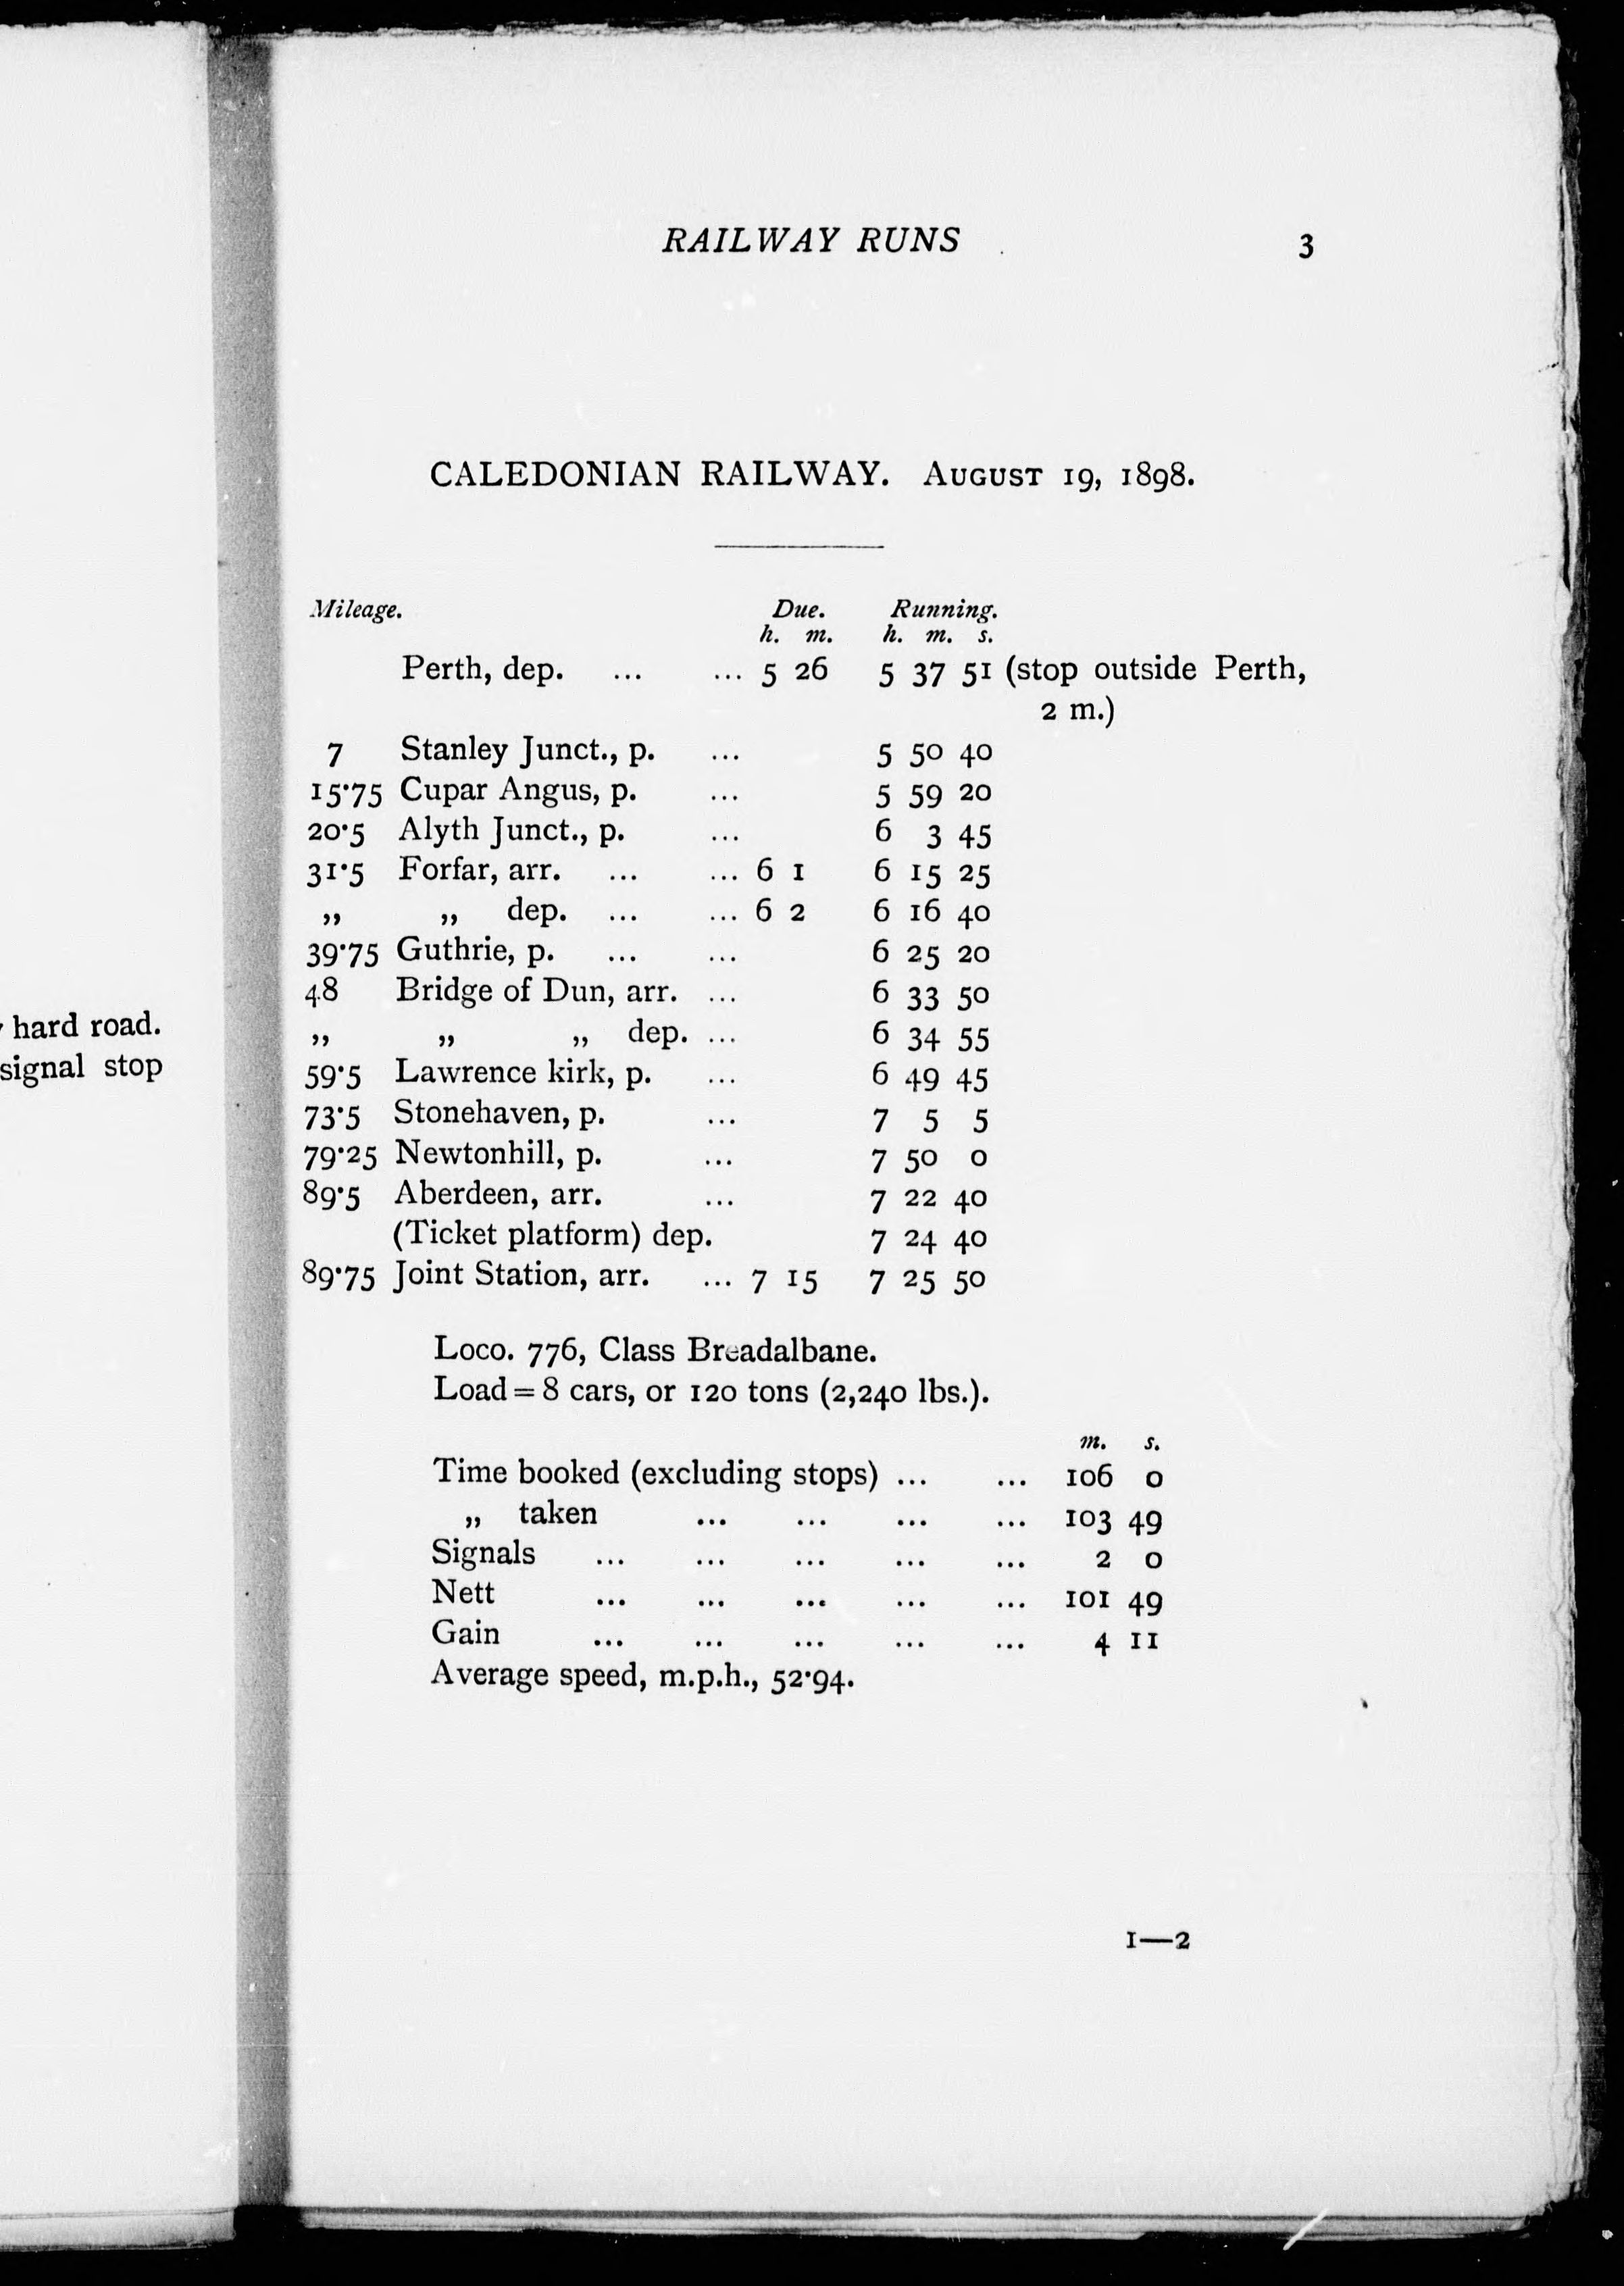 RAILWAY RUNS 3
CALEDONIAN RAILWAY. AUGUST 19, 1898.
Mileage. Due. Running.
h. m. h. m. s.
Perth, dep. ... ... 5 26 5 37 51 (stop outside Perth,
2 m.)
7 Stanley Junct., p. ... 5 50 40
15·75 Cupar Angus, p. ... 5 59 20
20·5 Alyth Junct., p. ... 6 3 45
31·5 Forfar, arr. ... ... 6 1 6 15 25
„ „ dep. ... ... 6 2 6 16 40
39·75 Guthrie, p. ... ... 6 25 20
48 Bridge of Dun, arr. ... 6 33 50
„ „ „ dep. ... 6 34 55
59·5 Lawrence kirk, p. ... 6 49 45
73·5 Stonehaven, p. ... 7 5 5
79·25 Newtonhill, p. ... 7 50 0
89·5 Aberdeen, arr. ... 7 22 40
(Ticket platform) dep. 7 24 40
89·75 Joint Station, arr. ... 7 15 7 25 50
Loco. 776, Class Breadalbane.
Load = 8 cars, or 120 tons (2,240 lbs.).
m. s.
Time booked (excluding stops) ... ... 106 0
„ taken ... ... ... ... 103 49
Signals ... ... ... ... ... 2 0
Nett ... ... ... ... ... 101 49
Gain ... ... ... ... ... 4 11
Average speed, m.p.h., 52·94.
1—2
hard road.
signal stop